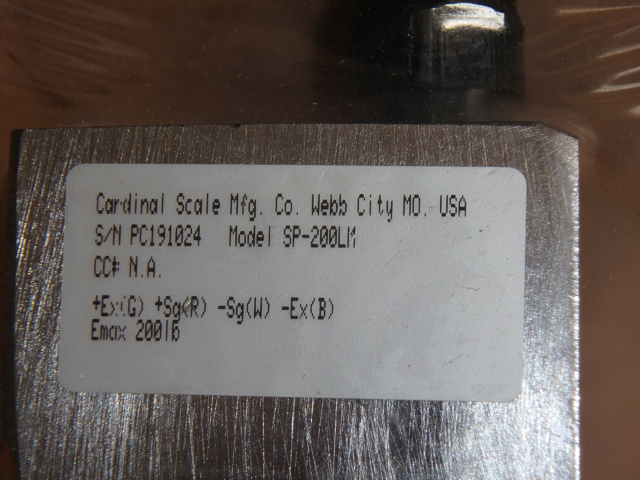 Cardinal Scale Mfg. Co. Webb City MO. USA
S/N PC191024 Model SP-200LM
CC# N.A.
+Ex(G) +Sg(R) -Sg(W) -Ex(B)
Emax 200lb